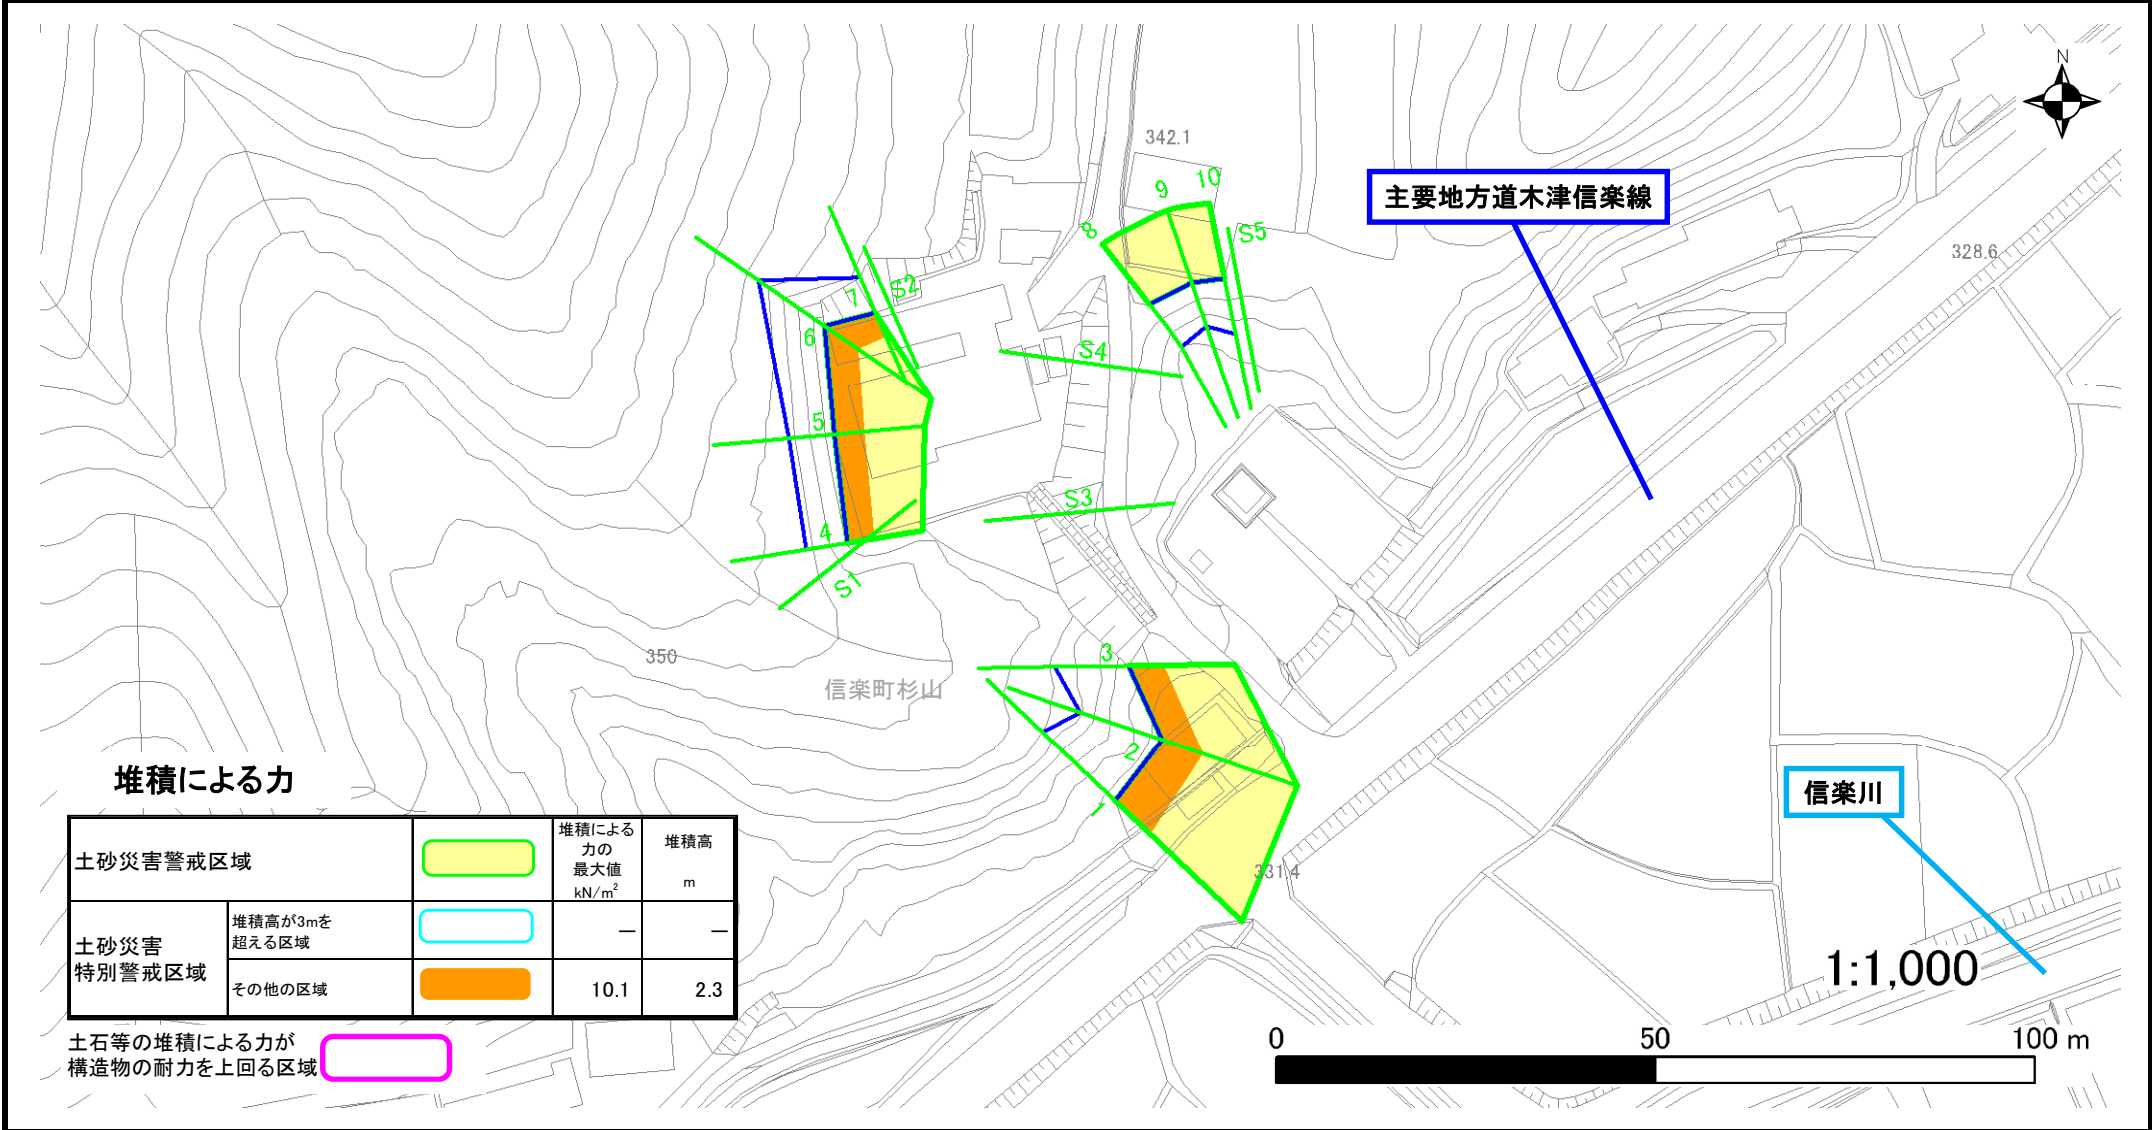 N
342.1
主要地方道木津信楽線
328.6
8
9
10
S5
S2
7
6
S4
5
S3
4
S1
3
350
信楽町杉山
2
1
331.4
信楽川
堆積による力
土砂災害警戒区域
堆積による
力の
最大値
kN/m²
堆積高
m
土砂災害
特別警戒区域
堆積高が3mを
超える区域
—
—
その他の区域
10.1
2.3
土石等の堆積による力が
構造物の耐力を上回る区域
1:1,000
0
50
100 m